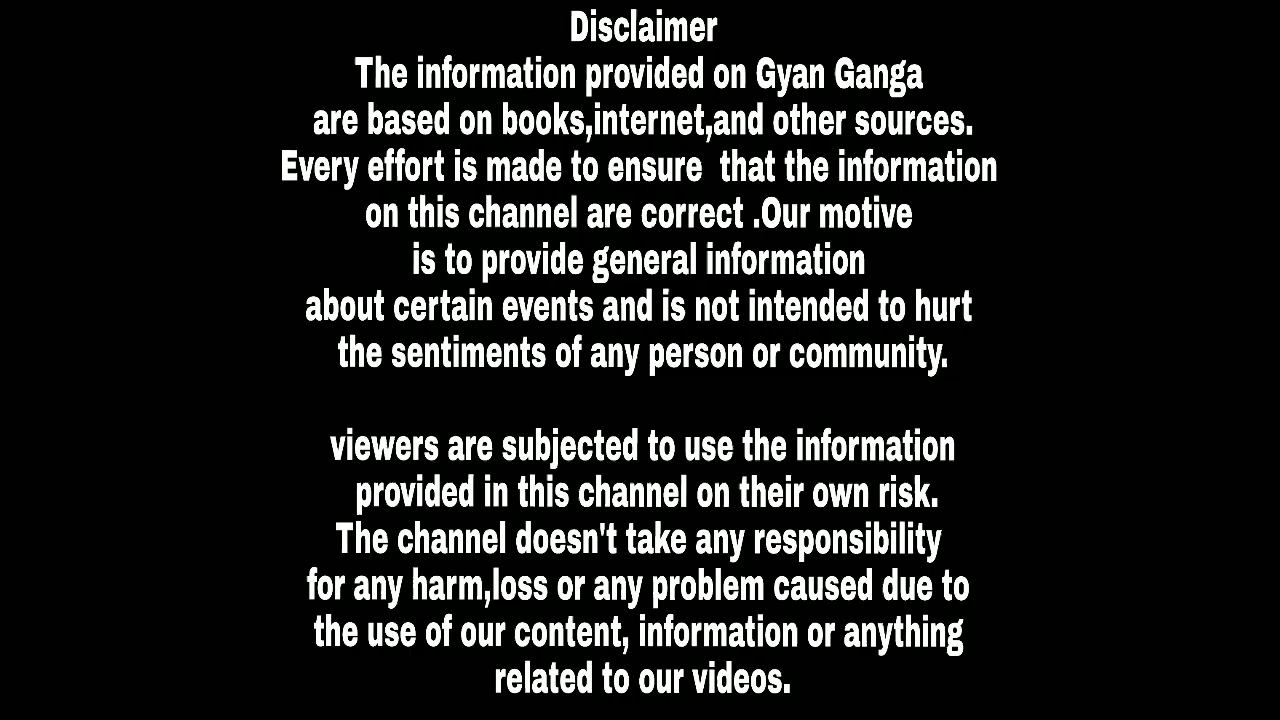 Disclaimer
The information provided on Gyan Ganga
are based on books,internet,and other sources.
Every effort is made to ensure  that the information
on this channel are correct .Our motive
is to provide general information
about certain events and is not intended to hurt
the sentiments of any person or community.
viewers are subjected to use the information
provided in this channel on their own risk.
The channel doesn't take any responsibility
for any harm,loss or any problem caused due to
the use of our content, information or anything
related to our videos.